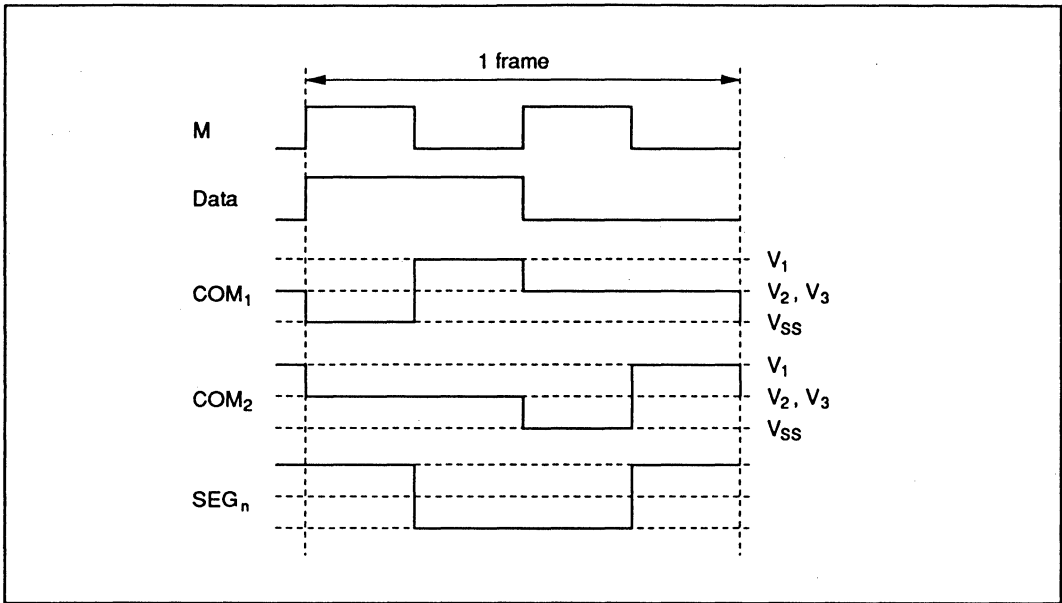 1 frame
M
Data
V₁
COM₁
V₂ , V₃
VSS
V₁
COM₂
V₂ , V₃
VSS
SEGₙ